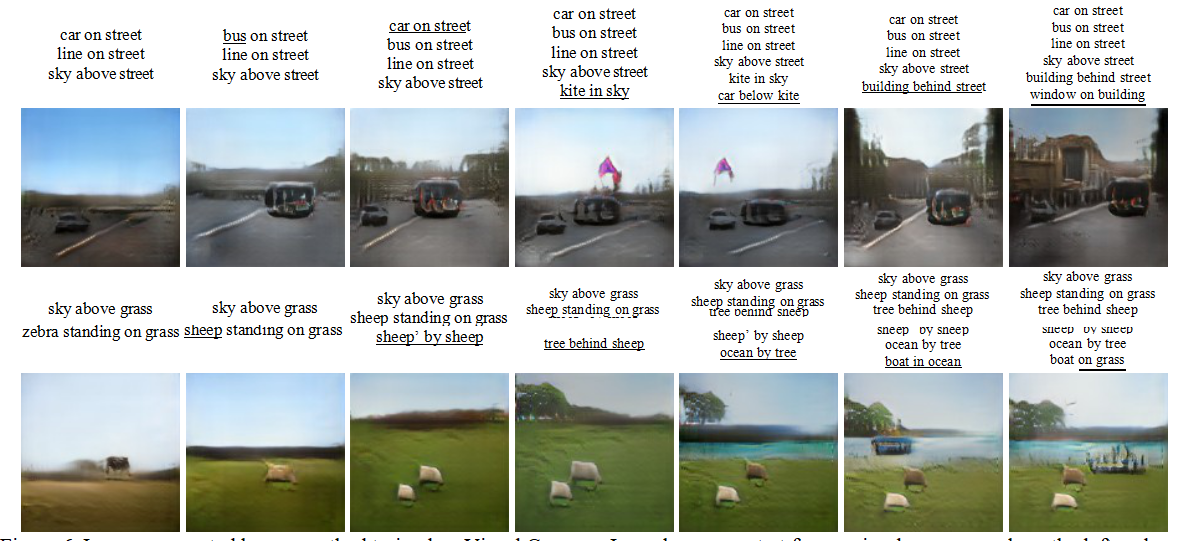 car on street
line on street
sky above street
bus on street
line on street
sky above street
car on street
bus on street
line on street
sky above street
car on street
bus on street
line on street
sky above street
kite in sky
car on street
bus on street
line on street
sky above street
kite in sky
car below kite
car on street
bus on street
line on street
sky above street
building behind street
car on street
bus on street
line on street
sky above street
building behind street
window on building
sky above grass
zebra standing on grass
sky above grass
sheep standing on grass
sky above grass
sheep standing on grass
sheep' by sheep
sky above grass
sheep standing on grass
tree behind sheep
sky above grass
sheep standing on grass
tree behind sheep
sheep' by sheep
ocean by tree
sky above grass
sheep standing on grass
tree behind sheep
sheep by sheep
ocean by tree
boat in ocean
sky above grass
sheep standing on grass
tree behind sheep
sheep by sheep
ocean by tree
boat on grass